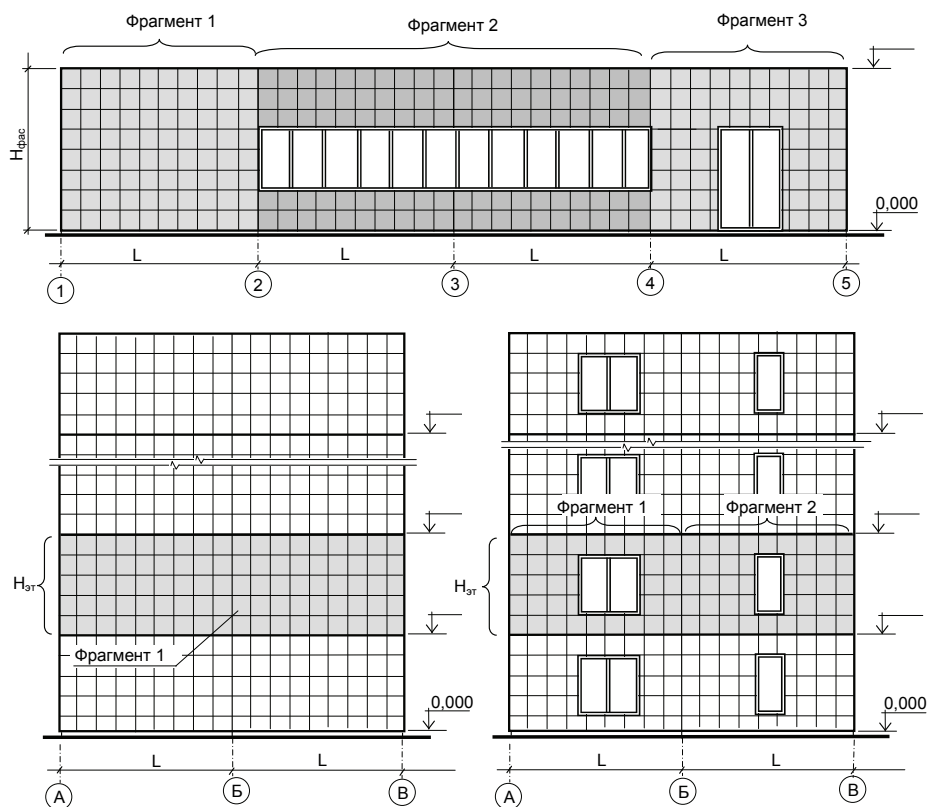 Фрагмент 1 Фрагмент 2 Фрагмент 3
Hфас
0,000
L L L L
1 2 3 4 5
Hэт
Фрагмент 1
0,000
L L
А Б В
Фрагмент 1 Фрагмент 2
Hэт
0,000
L L
А Б В